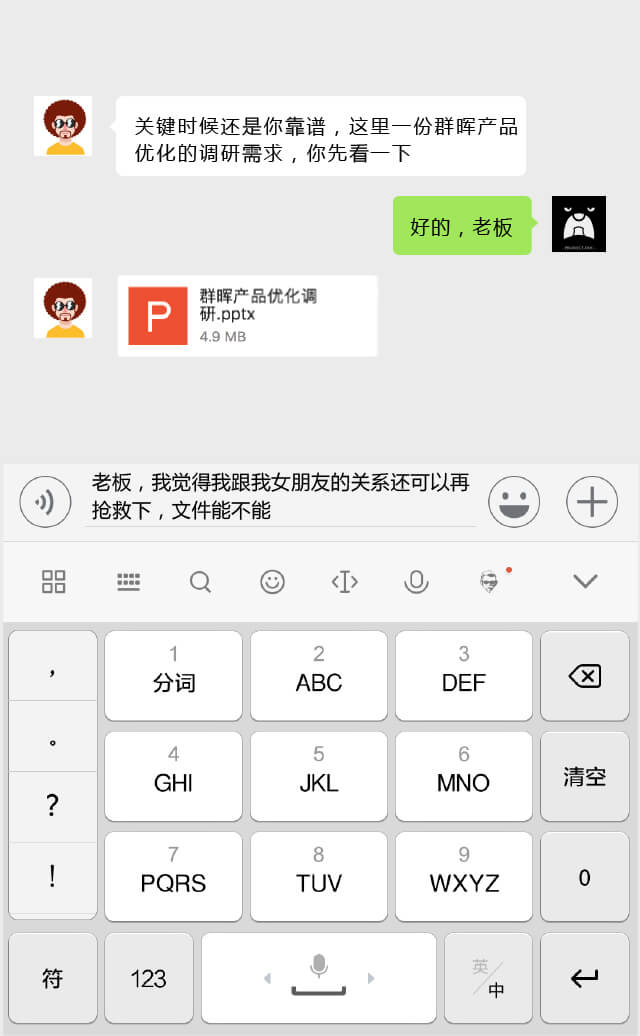 关键时候还是你靠谱，这里一份群晖产品
优化的调研需求，你先看一下
好的，老板
P
群晖产品优化调
研.pptx
4.9 MB
老板，我觉得我跟我女朋友的关系还可以再
抢救下，文件能不能
，
1
分词
2
ABC
3
DEF
。
4
GHI
5
JKL
6
MNO
清空
？
7
PQRS
8
TUV
9
WXYZ
0
！
符
123
英/中